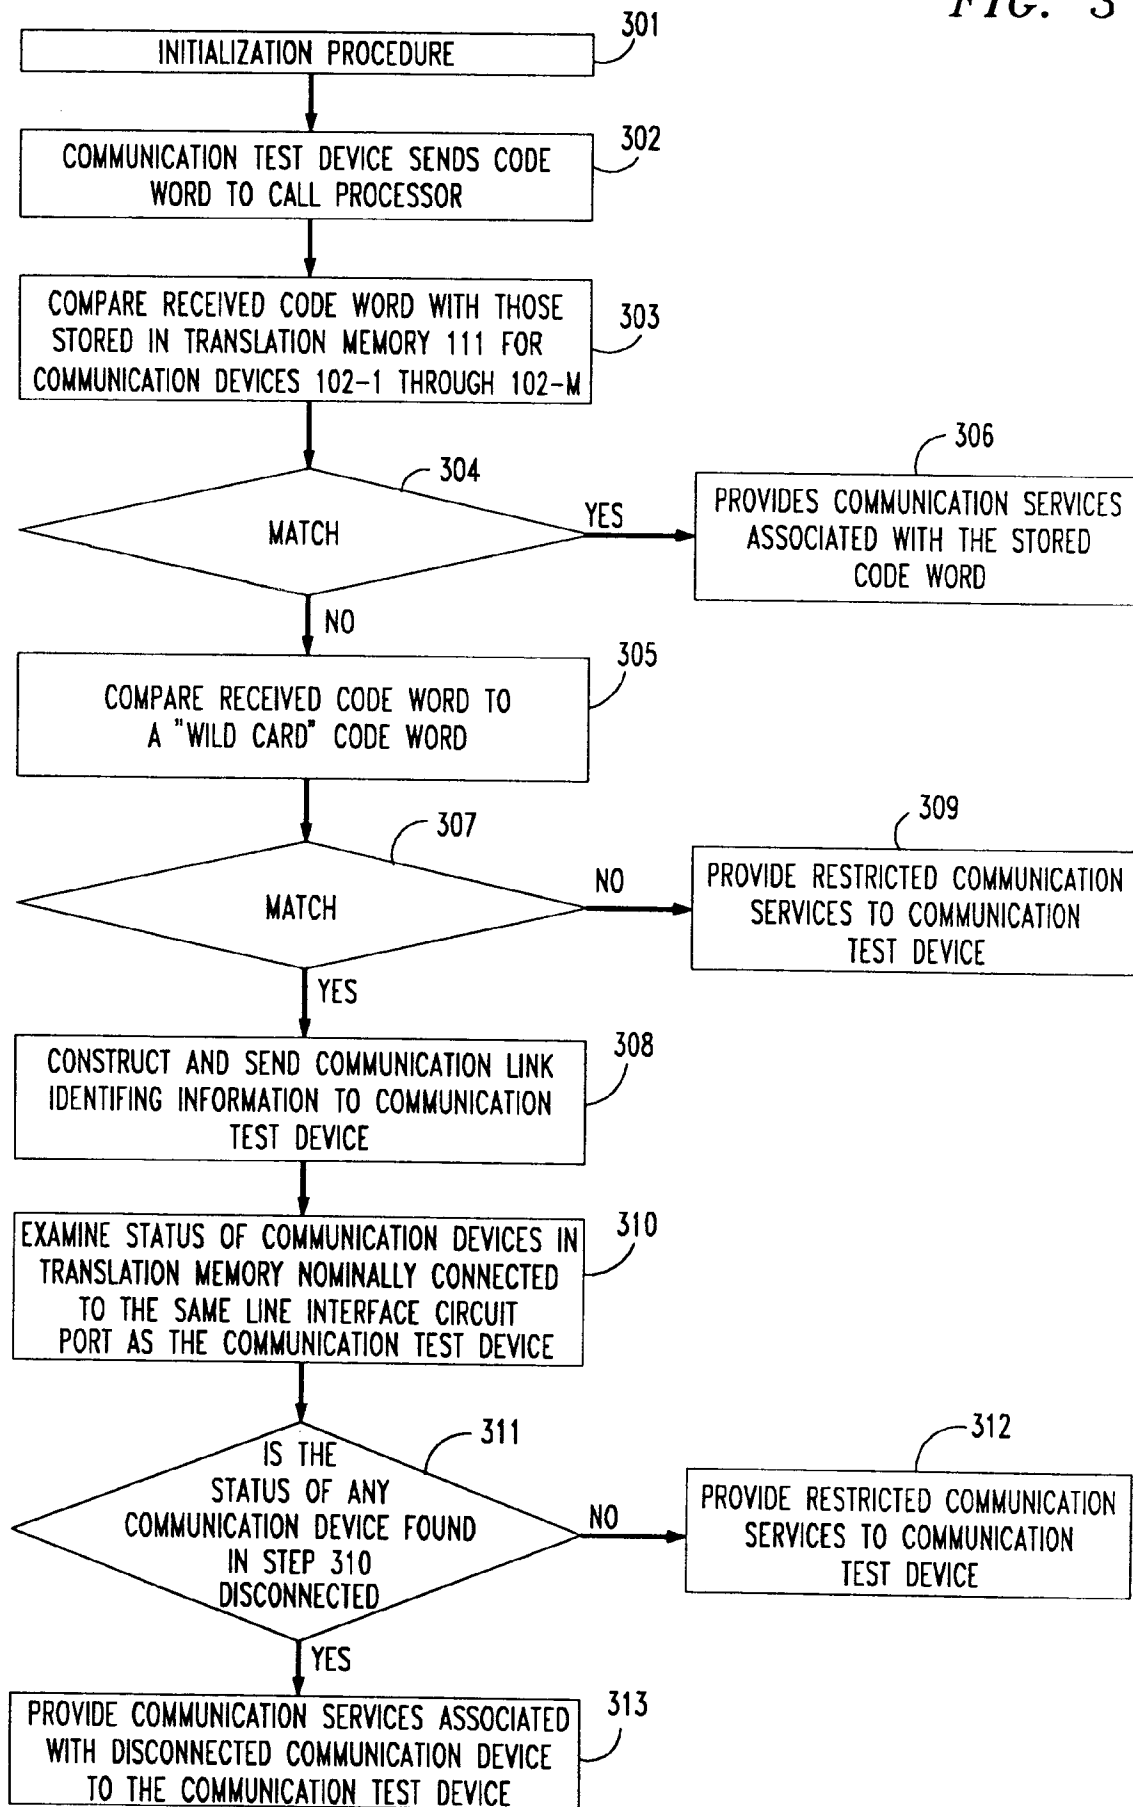 FIG. 3
301
INITIALIZATION PROCEDURE
302
COMMUNICATION TEST DEVICE SENDS CODE
WORD TO CALL PROCESSOR
303
COMPARE RECEIVED CODE WORD WITH THOSE
STORED IN TRANSLATION MEMORY 111 FOR
COMMUNICATION DEVICES 102-1 THROUGH 102-M
304
MATCH
YES
306
PROVIDES COMMUNICATION SERVICES
ASSOCIATED WITH THE STORED
CODE WORD
NO
305
COMPARE RECEIVED CODE WORD TO
A "WILD CARD" CODE WORD
307
MATCH
NO
309
PROVIDE RESTRICTED COMMUNICATION
SERVICES TO COMMUNICATION
TEST DEVICE
YES
308
CONSTRUCT AND SEND COMMUNICATION LINK
IDENTIFING INFORMATION TO COMMUNICATION
TEST DEVICE
310
EXAMINE STATUS OF COMMUNICATION DEVICES IN
TRANSLATION MEMORY NOMINALLY CONNECTED
TO THE SAME LINE INTERFACE CIRCUIT
PORT AS THE COMMUNICATION TEST DEVICE
311
IS THE
STATUS OF ANY
COMMUNICATION DEVICE FOUND
IN STEP 310
DISCONNECTED
NO
312
PROVIDE RESTRICTED COMMUNICATION
SERVICES TO COMMUNICATION
TEST DEVICE
YES
313
PROVIDE COMMUNICATION SERVICES ASSOCIATED
WITH DISCONNECTED COMMUNICATION DEVICE
TO THE COMMUNICATION TEST DEVICE